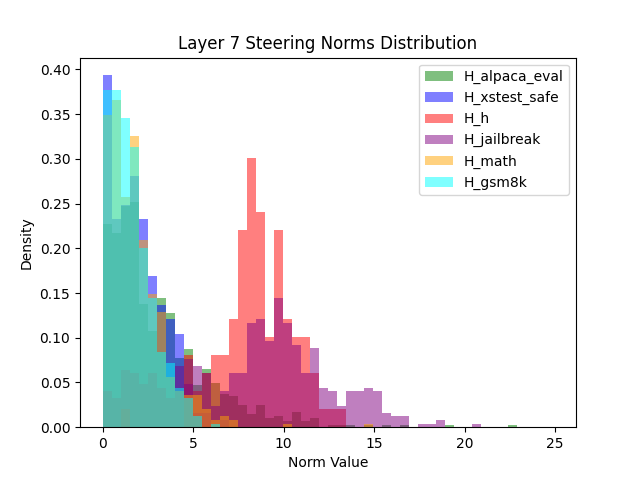 Layer 7 Steering Norms Distribution
H_alpaca_eval
H_xstest_safe
H_h
H_jailbreak
H_math
H_gsm8k
0.40
0.35
0.30
0.25
0.20
0.15
0.10
0.05
0.00
Density
0 5 10 15 20 25
Norm Value